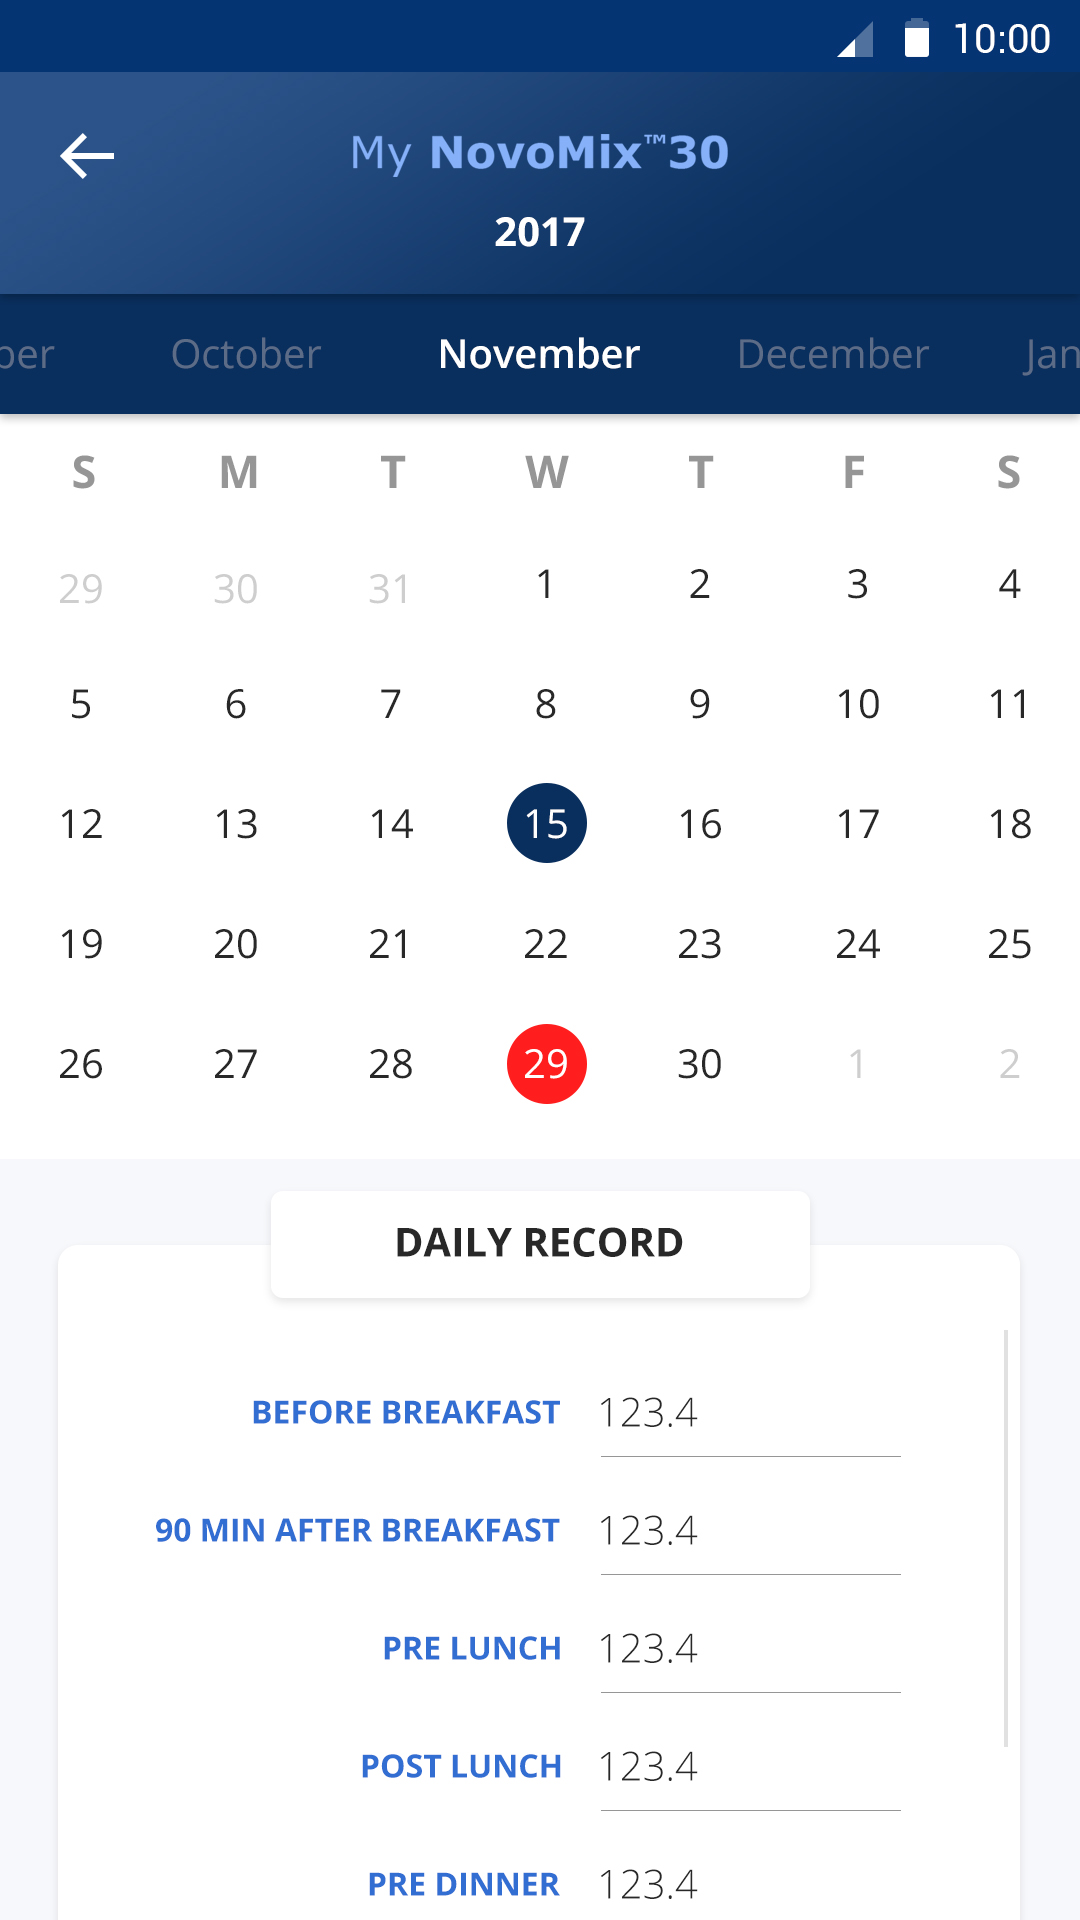 10:00
My NovoMix™30
2017
ber October November December Jan
S M T W T F S
29 30 31 1 2 3 4
5 6 7 8 9 10 11
12 13 14 15 16 17 18
19 20 21 22 23 24 25
26 27 28 29 30 1 2
DAILY RECORD
BEFORE BREAKFAST 123.4
90 MIN AFTER BREAKFAST 123.4
PRE LUNCH 123.4
POST LUNCH 123.4
PRE DINNER 123.4